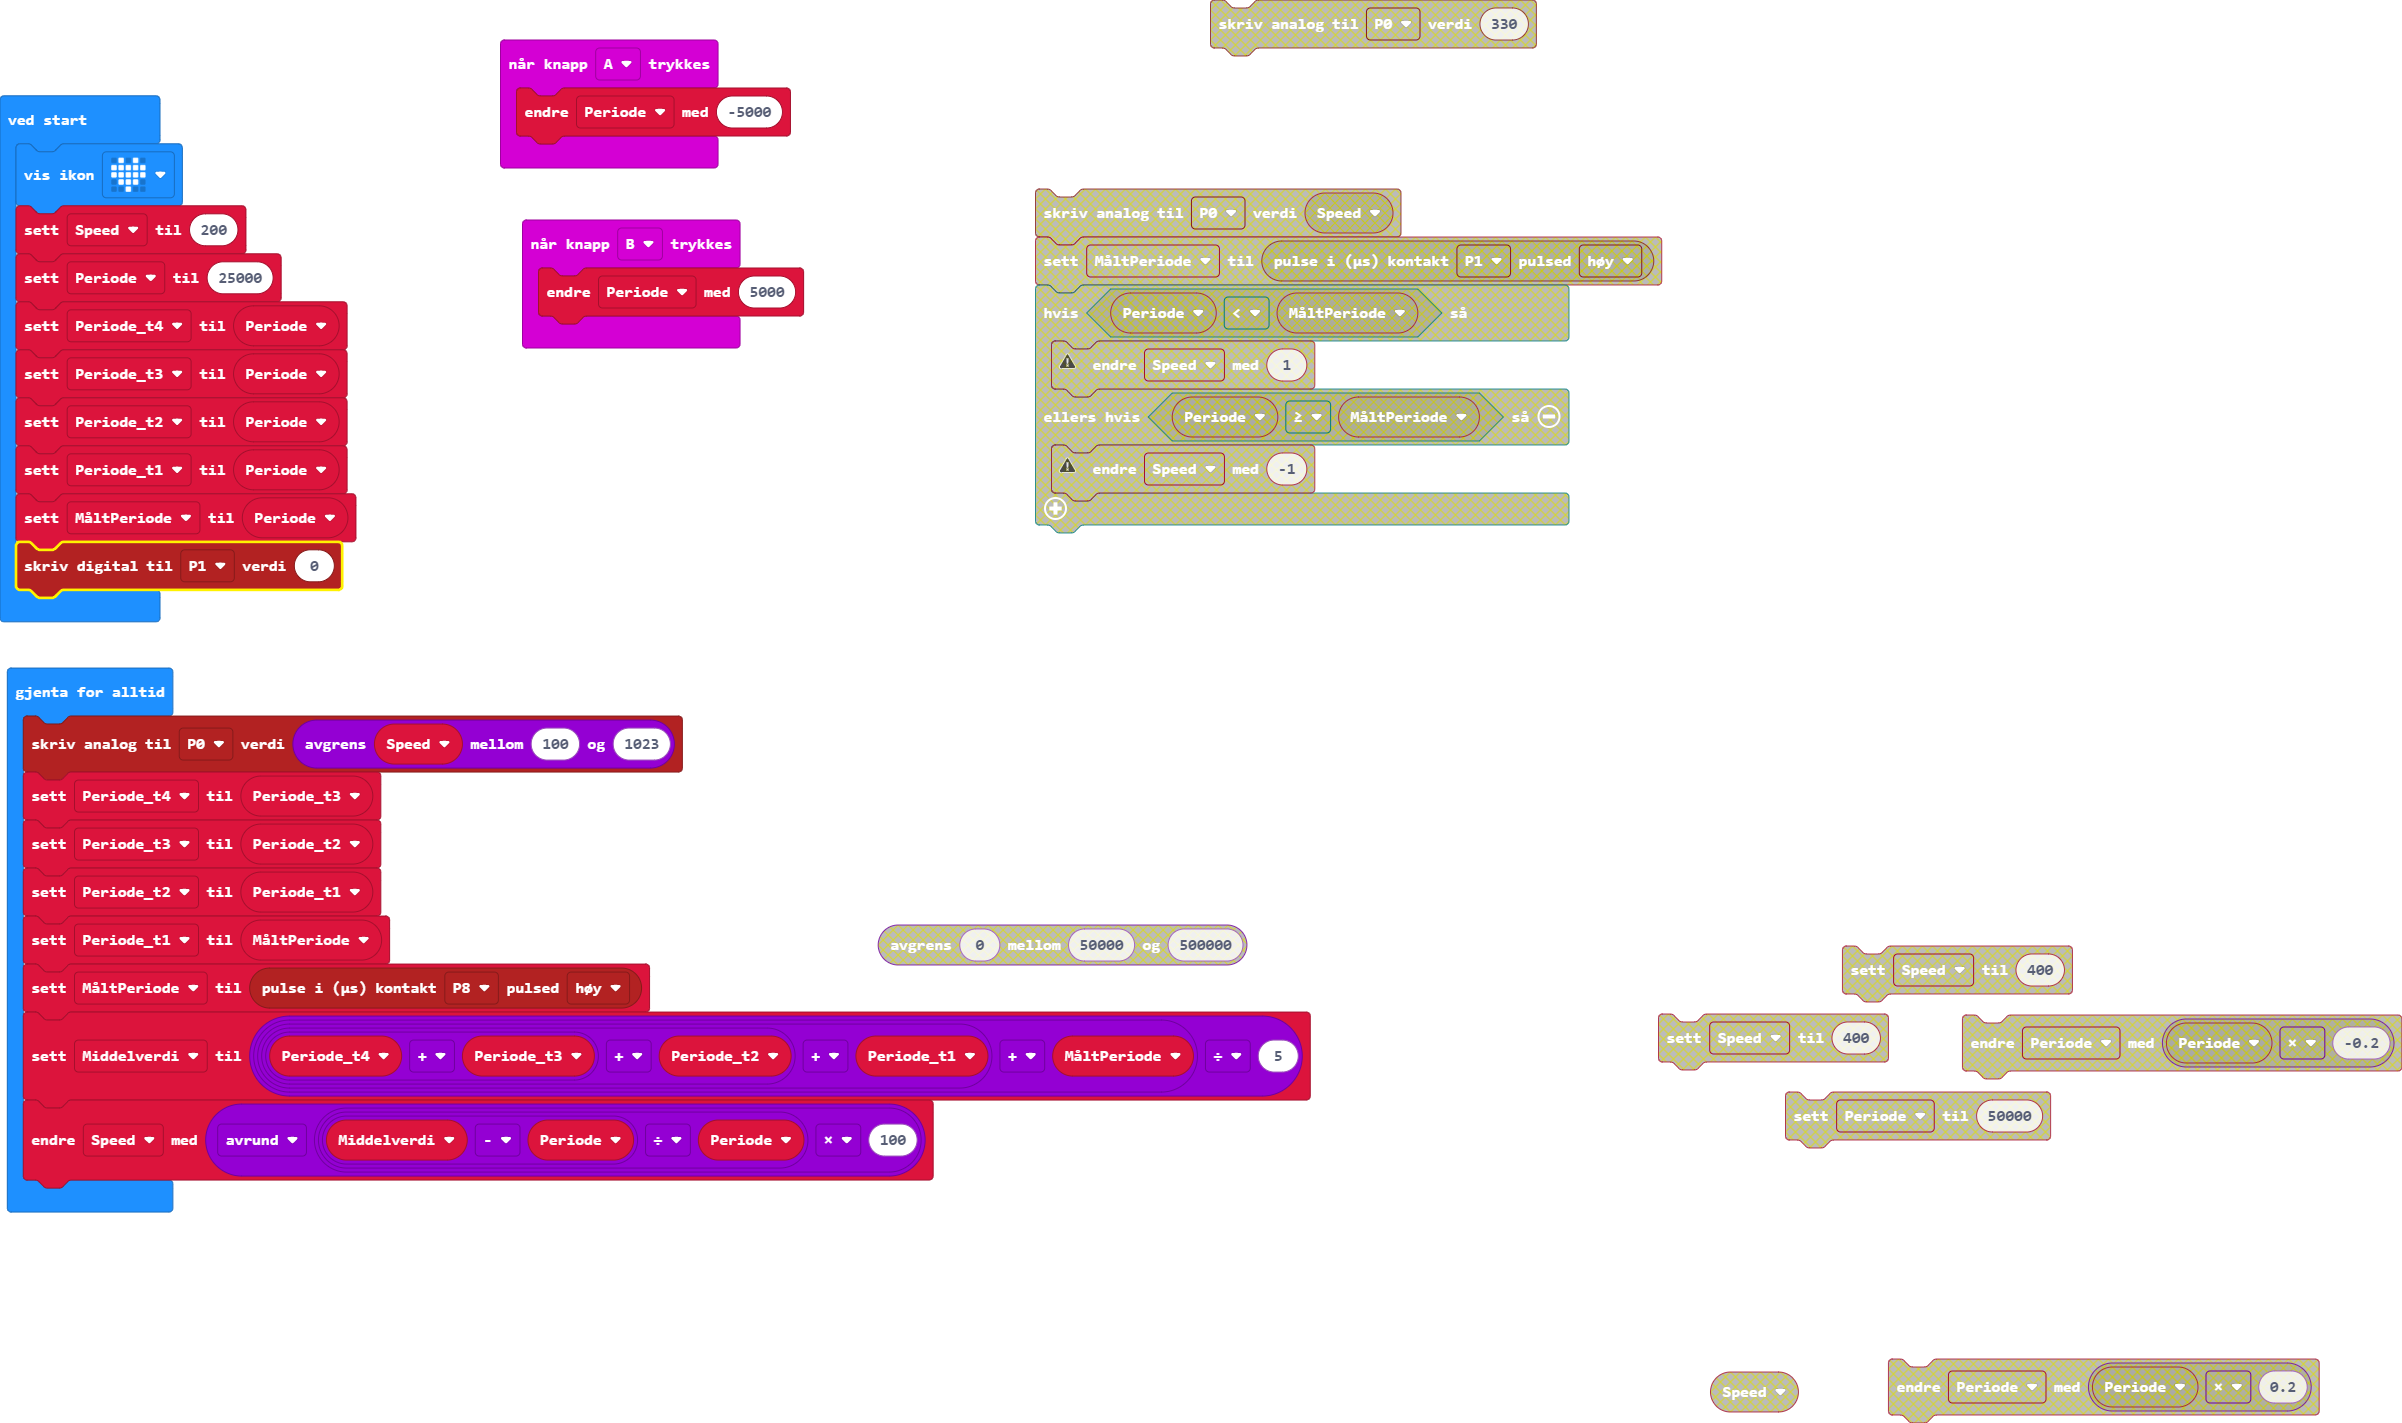 ved start
vis ikon
sett Speed til 200
sett Periode til 25000
sett Periode_t4 til Periode
sett Periode_t3 til Periode
sett Periode_t2 til Periode
sett Periode_t1 til Periode
sett MåltPeriode til Periode
skriv digital til P1 verdi 0
når knapp A trykkes
endre Periode med -5000
når knapp B trykkes
endre Periode med 5000
skriv analog til P0 verdi 330
skriv analog til P0 verdi Speed
sett MåltPeriode til pulse i (µs) kontakt P1 pulsed høy
hvis Periode < MåltPeriode så
endre Speed med 1
ellers hvis Periode ≥ MåltPeriode så
endre Speed med -1
gjenta for alltid
skriv analog til P0 verdi avgrens Speed mellom 100 og 1023
sett Periode_t4 til Periode_t3
sett Periode_t3 til Periode_t2
sett Periode_t2 til Periode_t1
sett Periode_t1 til MåltPeriode
sett MåltPeriode til pulse i (µs) kontakt P8 pulsed høy
sett Middelverdi til Periode_t4 + Periode_t3 + Periode_t2 + Periode_t1 + MåltPeriode ÷ 5
endre Speed med avrund Middelverdi - Periode ÷ Periode × 100
avgrens 0 mellom 50000 og 500000
sett Speed til 400
sett Speed til 400
endre Periode med Periode × -0.2
sett Periode til 50000
Speed
endre Periode med Periode × 0.2